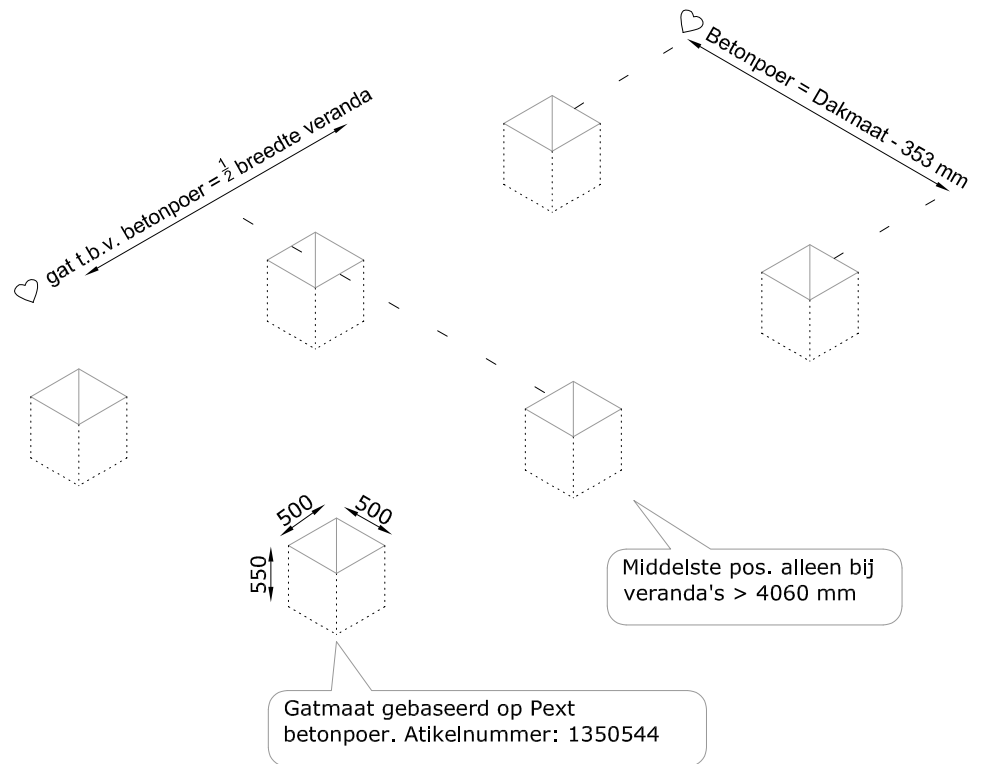 ♡ Betonpoer = Dakmaat - 353 mm
♡ gat t.b.v. betonpoer = 1/2 breedte veranda
500
500
550
Middelste pos. alleen bij
veranda's > 4060 mm
Gatmaat gebaseerd op Pext
betonpoer. Atikelnummer: 1350544